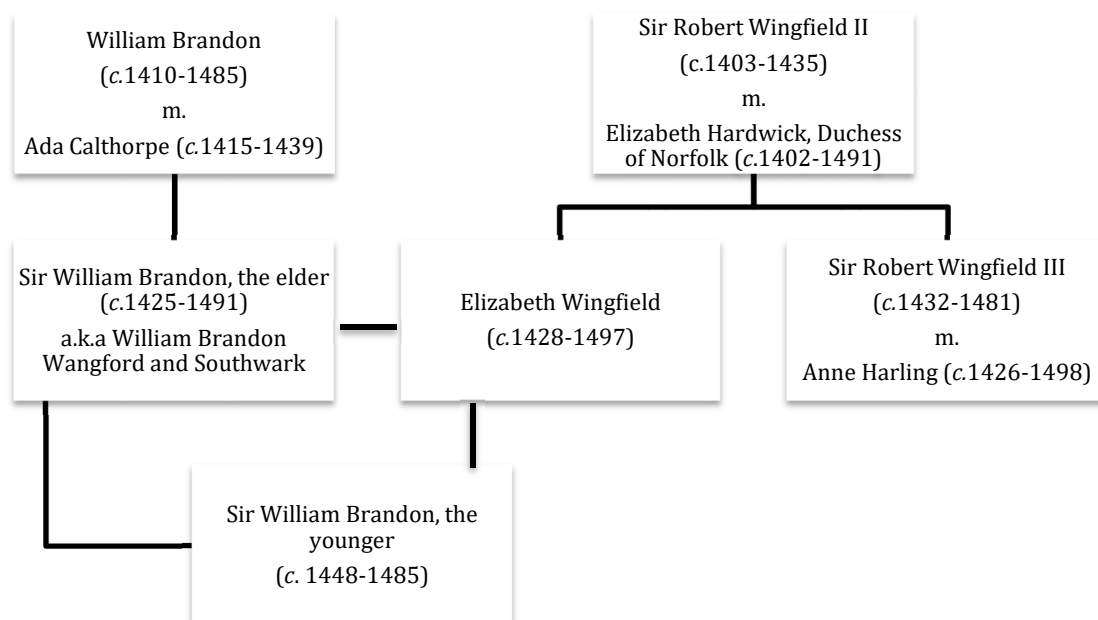 William Brandon
(c.1410-1485)
m.
Ada Calthorpe (c.1415-1439)
Sir Robert Wingfield II
(c.1403-1435)
m.
Elizabeth Hardwick, Duchess
of Norfolk (c.1402-1491)
Sir William Brandon, the elder
(c.1425-1491)
a.k.a William Brandon
Wangford and Southwark
Elizabeth Wingfield
(c.1428-1497)
Sir Robert Wingfield III
(c.1432-1481)
m.
Anne Harling (c.1426-1498)
Sir William Brandon, the
younger
(c. 1448-1485)